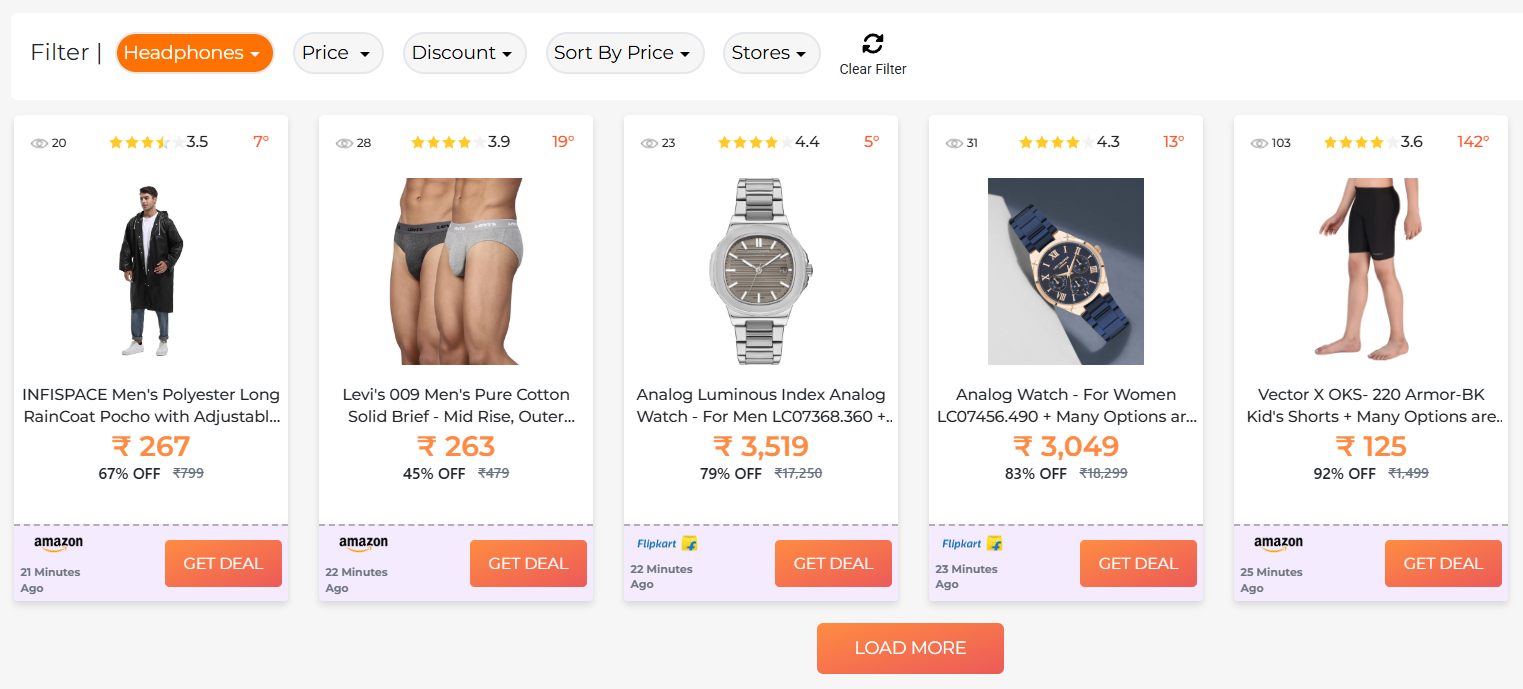 Filter | Headphones Price Discount Sort By Price Stores Clear Filter
20 3.5 7°
28 3.9 19°
23 4.4 5°
31 4.3 13°
103 3.6 142°
INFISPACE Men's Polyester Long
RainCoat Pocho with Adjustabl...
₹ 267
67% OFF ₹799
amazon
21 Minutes
Ago
GET DEAL
LEVI'S
LEVI'S
Levi's 009 Men's Pure Cotton
Solid Brief - Mid Rise, Outer...
₹ 263
45% OFF ₹479
amazon
22 Minutes
Ago
GET DEAL
Analog Luminous Index Analog
Watch - For Men LC07368.360 +..
₹ 3,519
79% OFF ₹17,250
Flipkart
22 Minutes
Ago
GET DEAL
Analog Watch - For Women
LC07456.490 + Many Options ar...
₹ 3,049
83% OFF ₹18,299
Flipkart
23 Minutes
Ago
GET DEAL
Vector X OKS- 220 Armor-BK
Kid's Shorts + Many Options are..
₹ 125
92% OFF ₹1,499
amazon
25 Minutes
Ago
GET DEAL
LOAD MORE